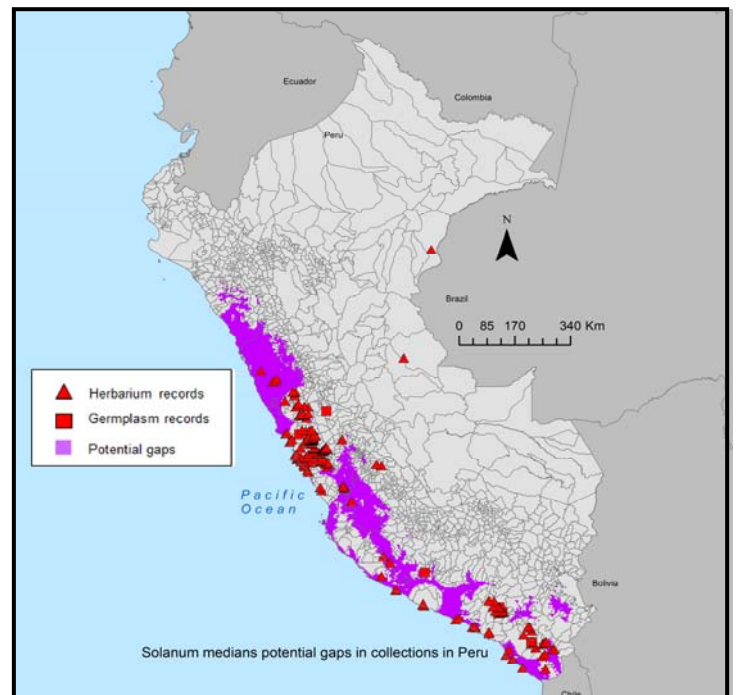 Ecuador
Colombia
Peru
N
Brazil
0 85 170 340 Km
Herbarium records
Germplasm records
Potential gaps
Pacific
Ocean
Bolivia
Solanum medians potential gaps in collections in Peru
Chile